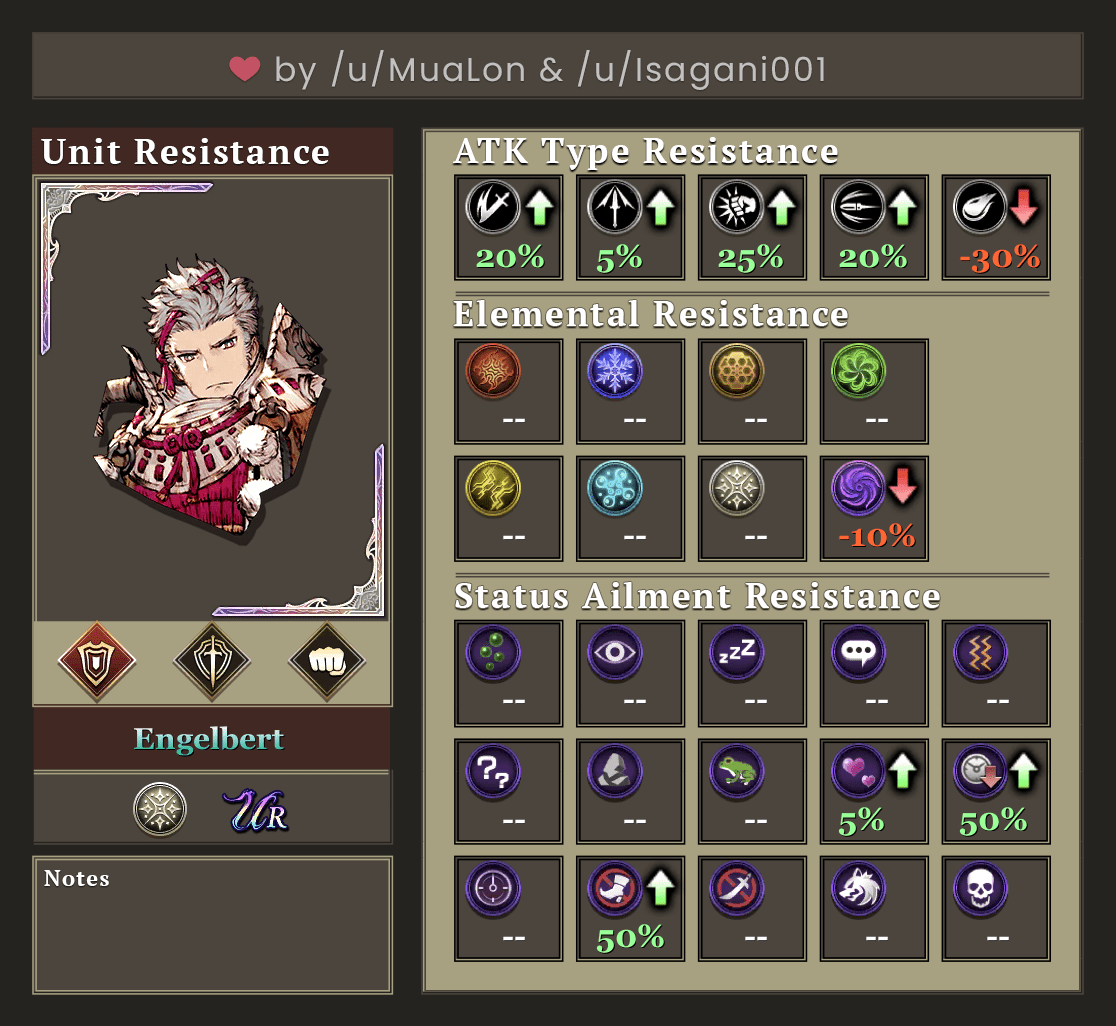 by /u/MuaLon & /u/Isagani001
Unit Resistance
Engelbert
UR
Notes
ATK Type Resistance
20% 5% 25% 20% -30%
Elemental Resistance
-- -- -- --
-- -- -- -10%
Status Ailment Resistance
zzz
-- -- -- -- --
??
-- -- -- 5% 50%
-- 50% -- -- --